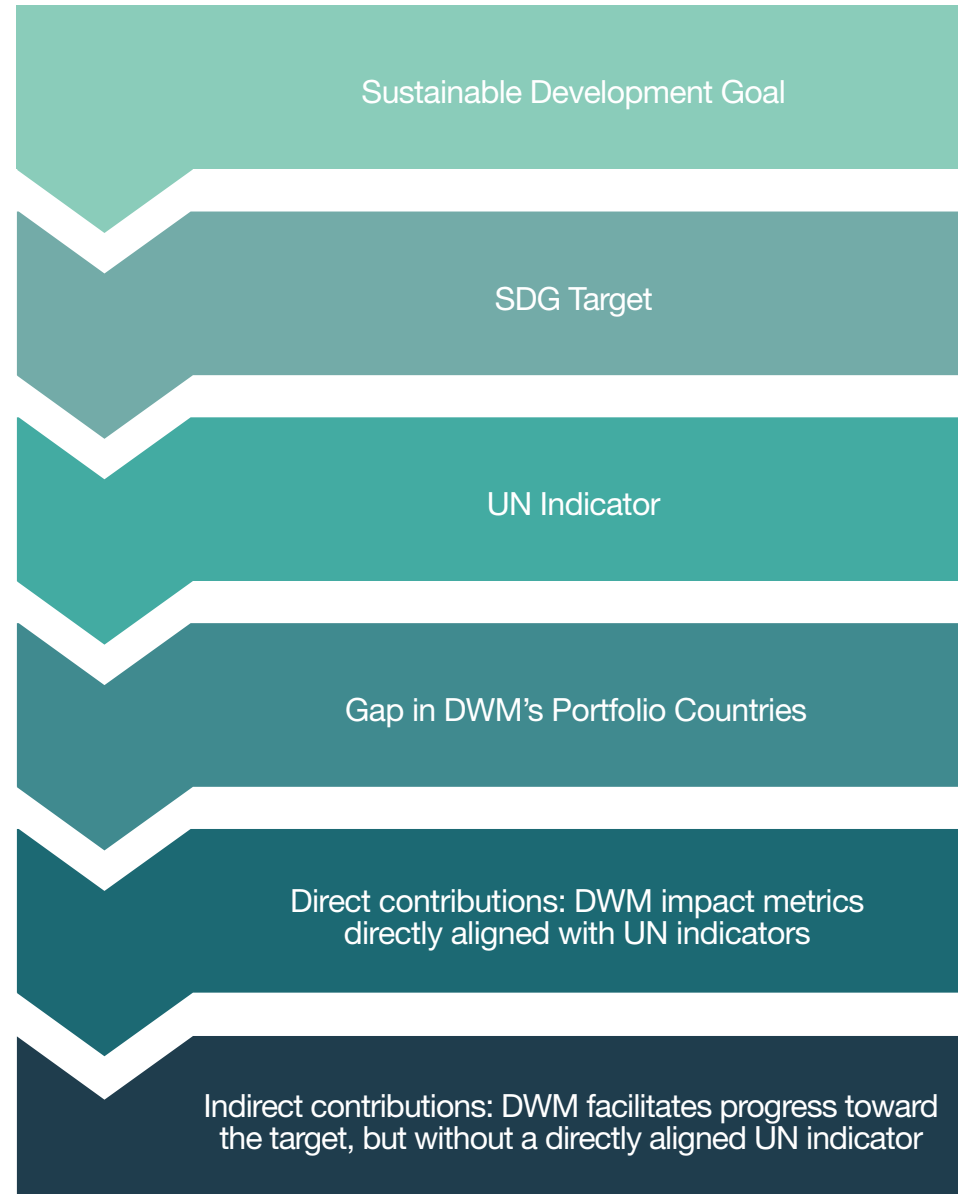 Sustainable Development Goal
SDG Target
UN Indicator
Gap in DWM’s Portfolio Countries
Direct contributions: DWM impact metrics
directly aligned with UN indicators
Indirect contributions: DWM facilitates progress toward
the target, but without a directly aligned UN indicator